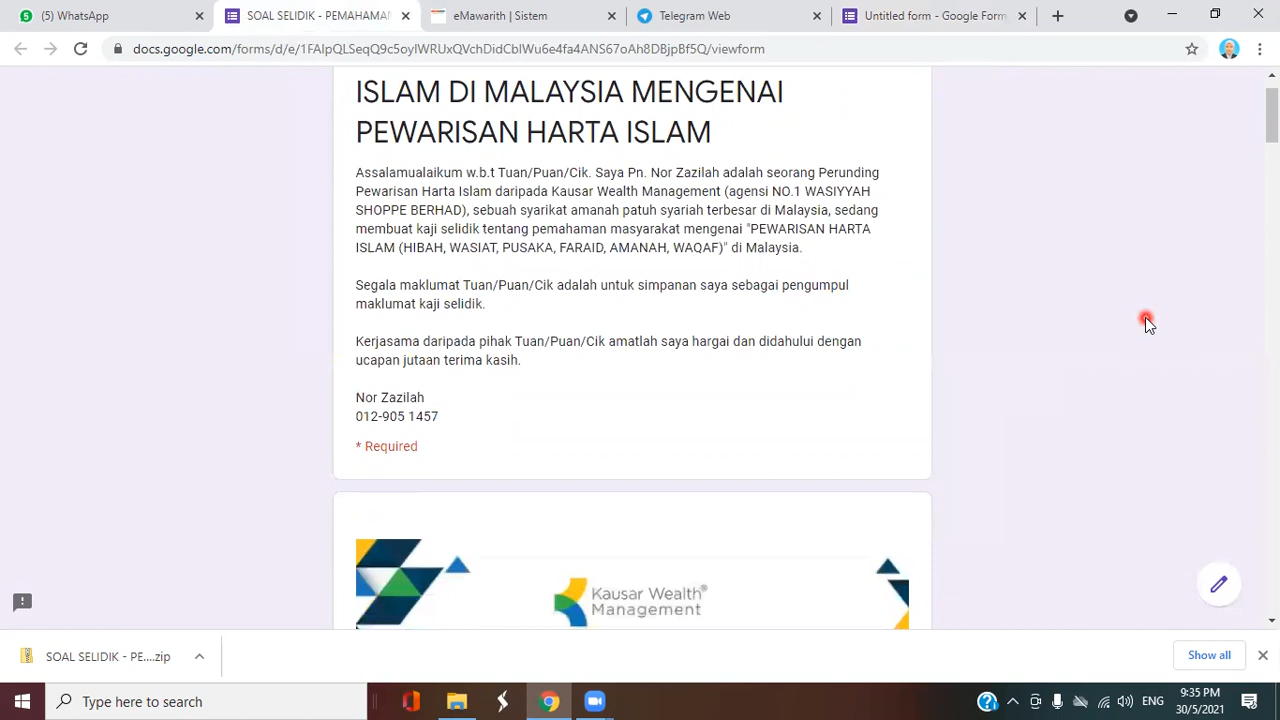 (5) WhatsApp
SOAL SELIDIK - PEMAHAMA
eMawarith | Sistem
Telegram Web
Untitled form - Google Form
docs.google.com/forms/d/e/1FAIpQLSeqQ9c5oyIWRUxQVchDidCbIWu6e4fa4ANS67oAh8DBjpBf5Q/viewform
ISLAM DI MALAYSIA MENGENAI
PEWARISAN HARTA ISLAM
Assalamualaikum w.b.t Tuan/Puan/Cik. Saya Pn. Nor Zazilah adalah seorang Perunding
Pewarisan Harta Islam daripada Kausar Wealth Management (agensi NO.1 WASIYYAH
SHOPPE BERHAD), sebuah syarikat amanah patuh syariah terbesar di Malaysia, sedang
membuat kaji selidik tentang pemahaman masyarakat mengenai "PEWARISAN HARTA
ISLAM (HIBAH, WASIAT, PUSAKA, FARAID, AMANAH, WAQAF)" di Malaysia.
Segala maklumat Tuan/Puan/Cik adalah untuk simpanan saya sebagai pengumpul
maklumat kaji selidik.
Kerjasama daripada pihak Tuan/Puan/Cik amatlah saya hargai dan didahului dengan
ucapan jutaan terima kasih.
Nor Zazilah
012-905 1457
* Required
Kausar Wealth®
Management
SOAL SELIDIK - PE....zip
Show all
Type here to search
ENG
9:35 PM
30/5/2021